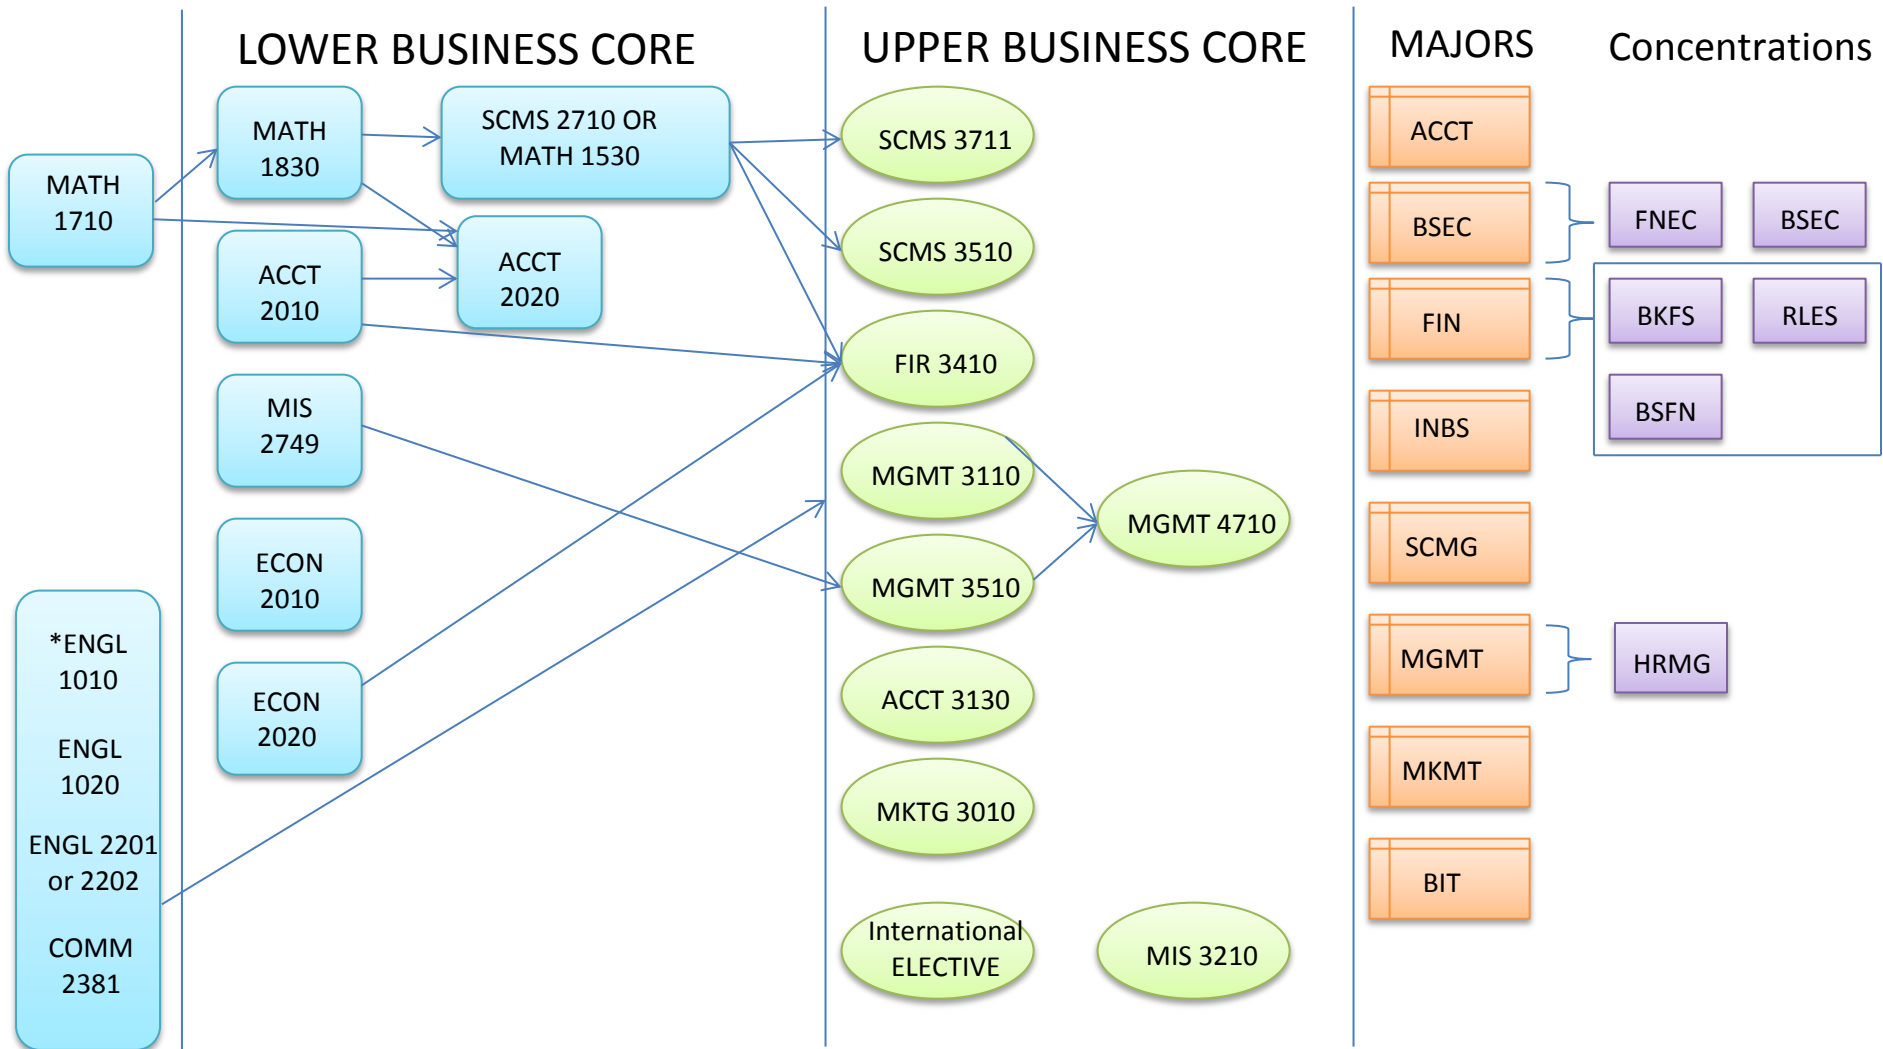 LOWER BUSINESS CORE
UPPER BUSINESS CORE
MAJORS
Concentrations
MATH
1710
*ENGL
1010
ENGL
1020
ENGL 2201
or 2202
COMM
2381
MATH
1830
SCMS 2710 OR
MATH 1530
ACCT
2010
ACCT
2020
MIS
2749
ECON
2010
ECON
2020
SCMS 3711
SCMS 3510
FIR 3410
MGMT 3110
MGMT 4710
MGMT 3510
ACCT 3130
MKTG 3010
International
ELECTIVE
MIS 3210
ACCT
BSEC
FIN
INBS
SCMG
MGMT
MKMT
BIT
FNEC
BSEC
BKFS
RLES
BSFN
HRMG